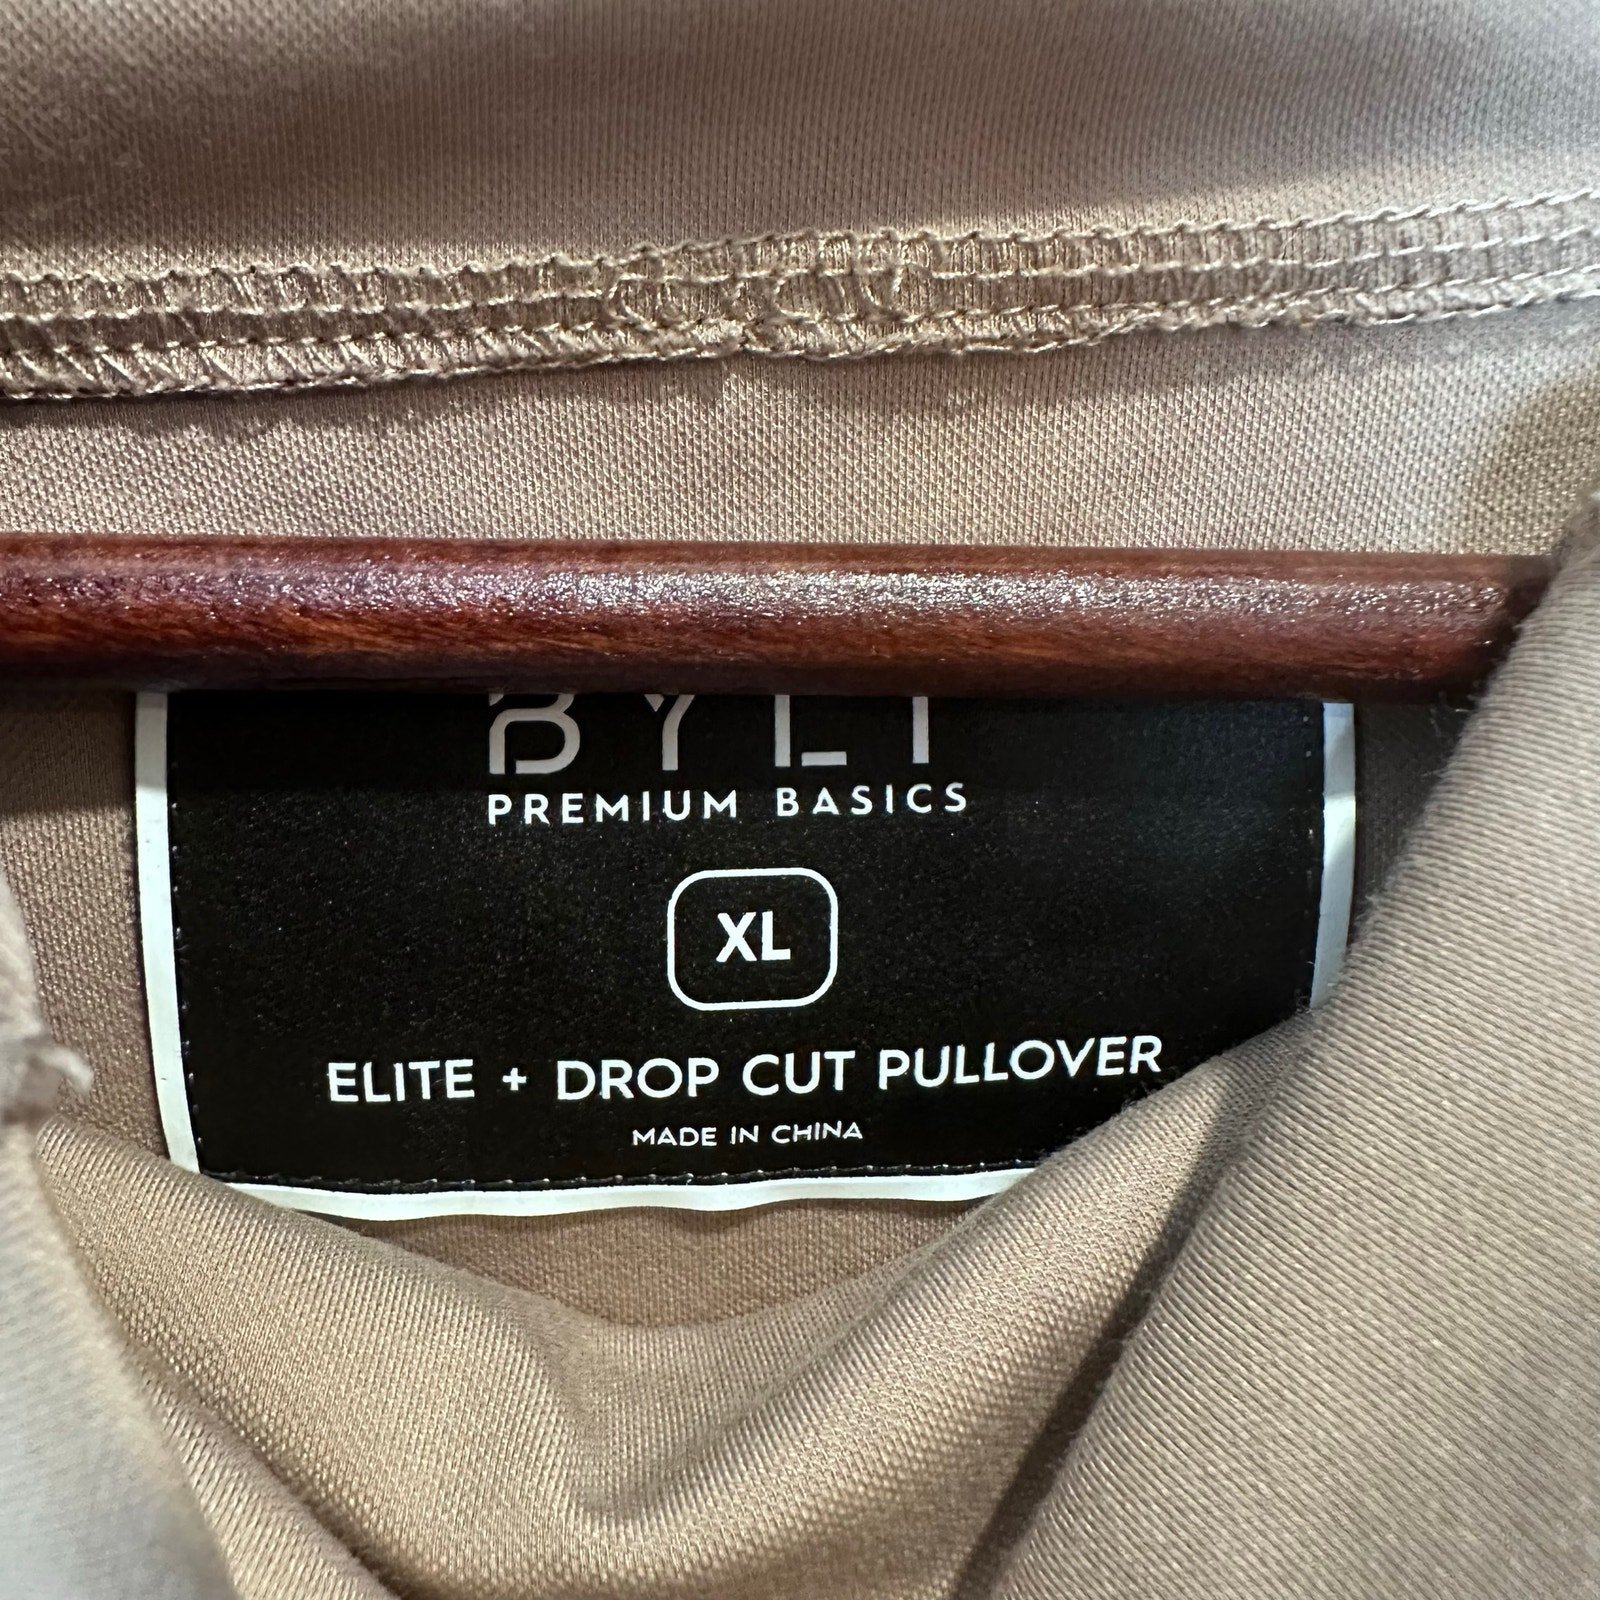 BYLT
PREMIUM BASICS
XL
ELITE + DROP CUT PULLOVER
MADE IN CHINA